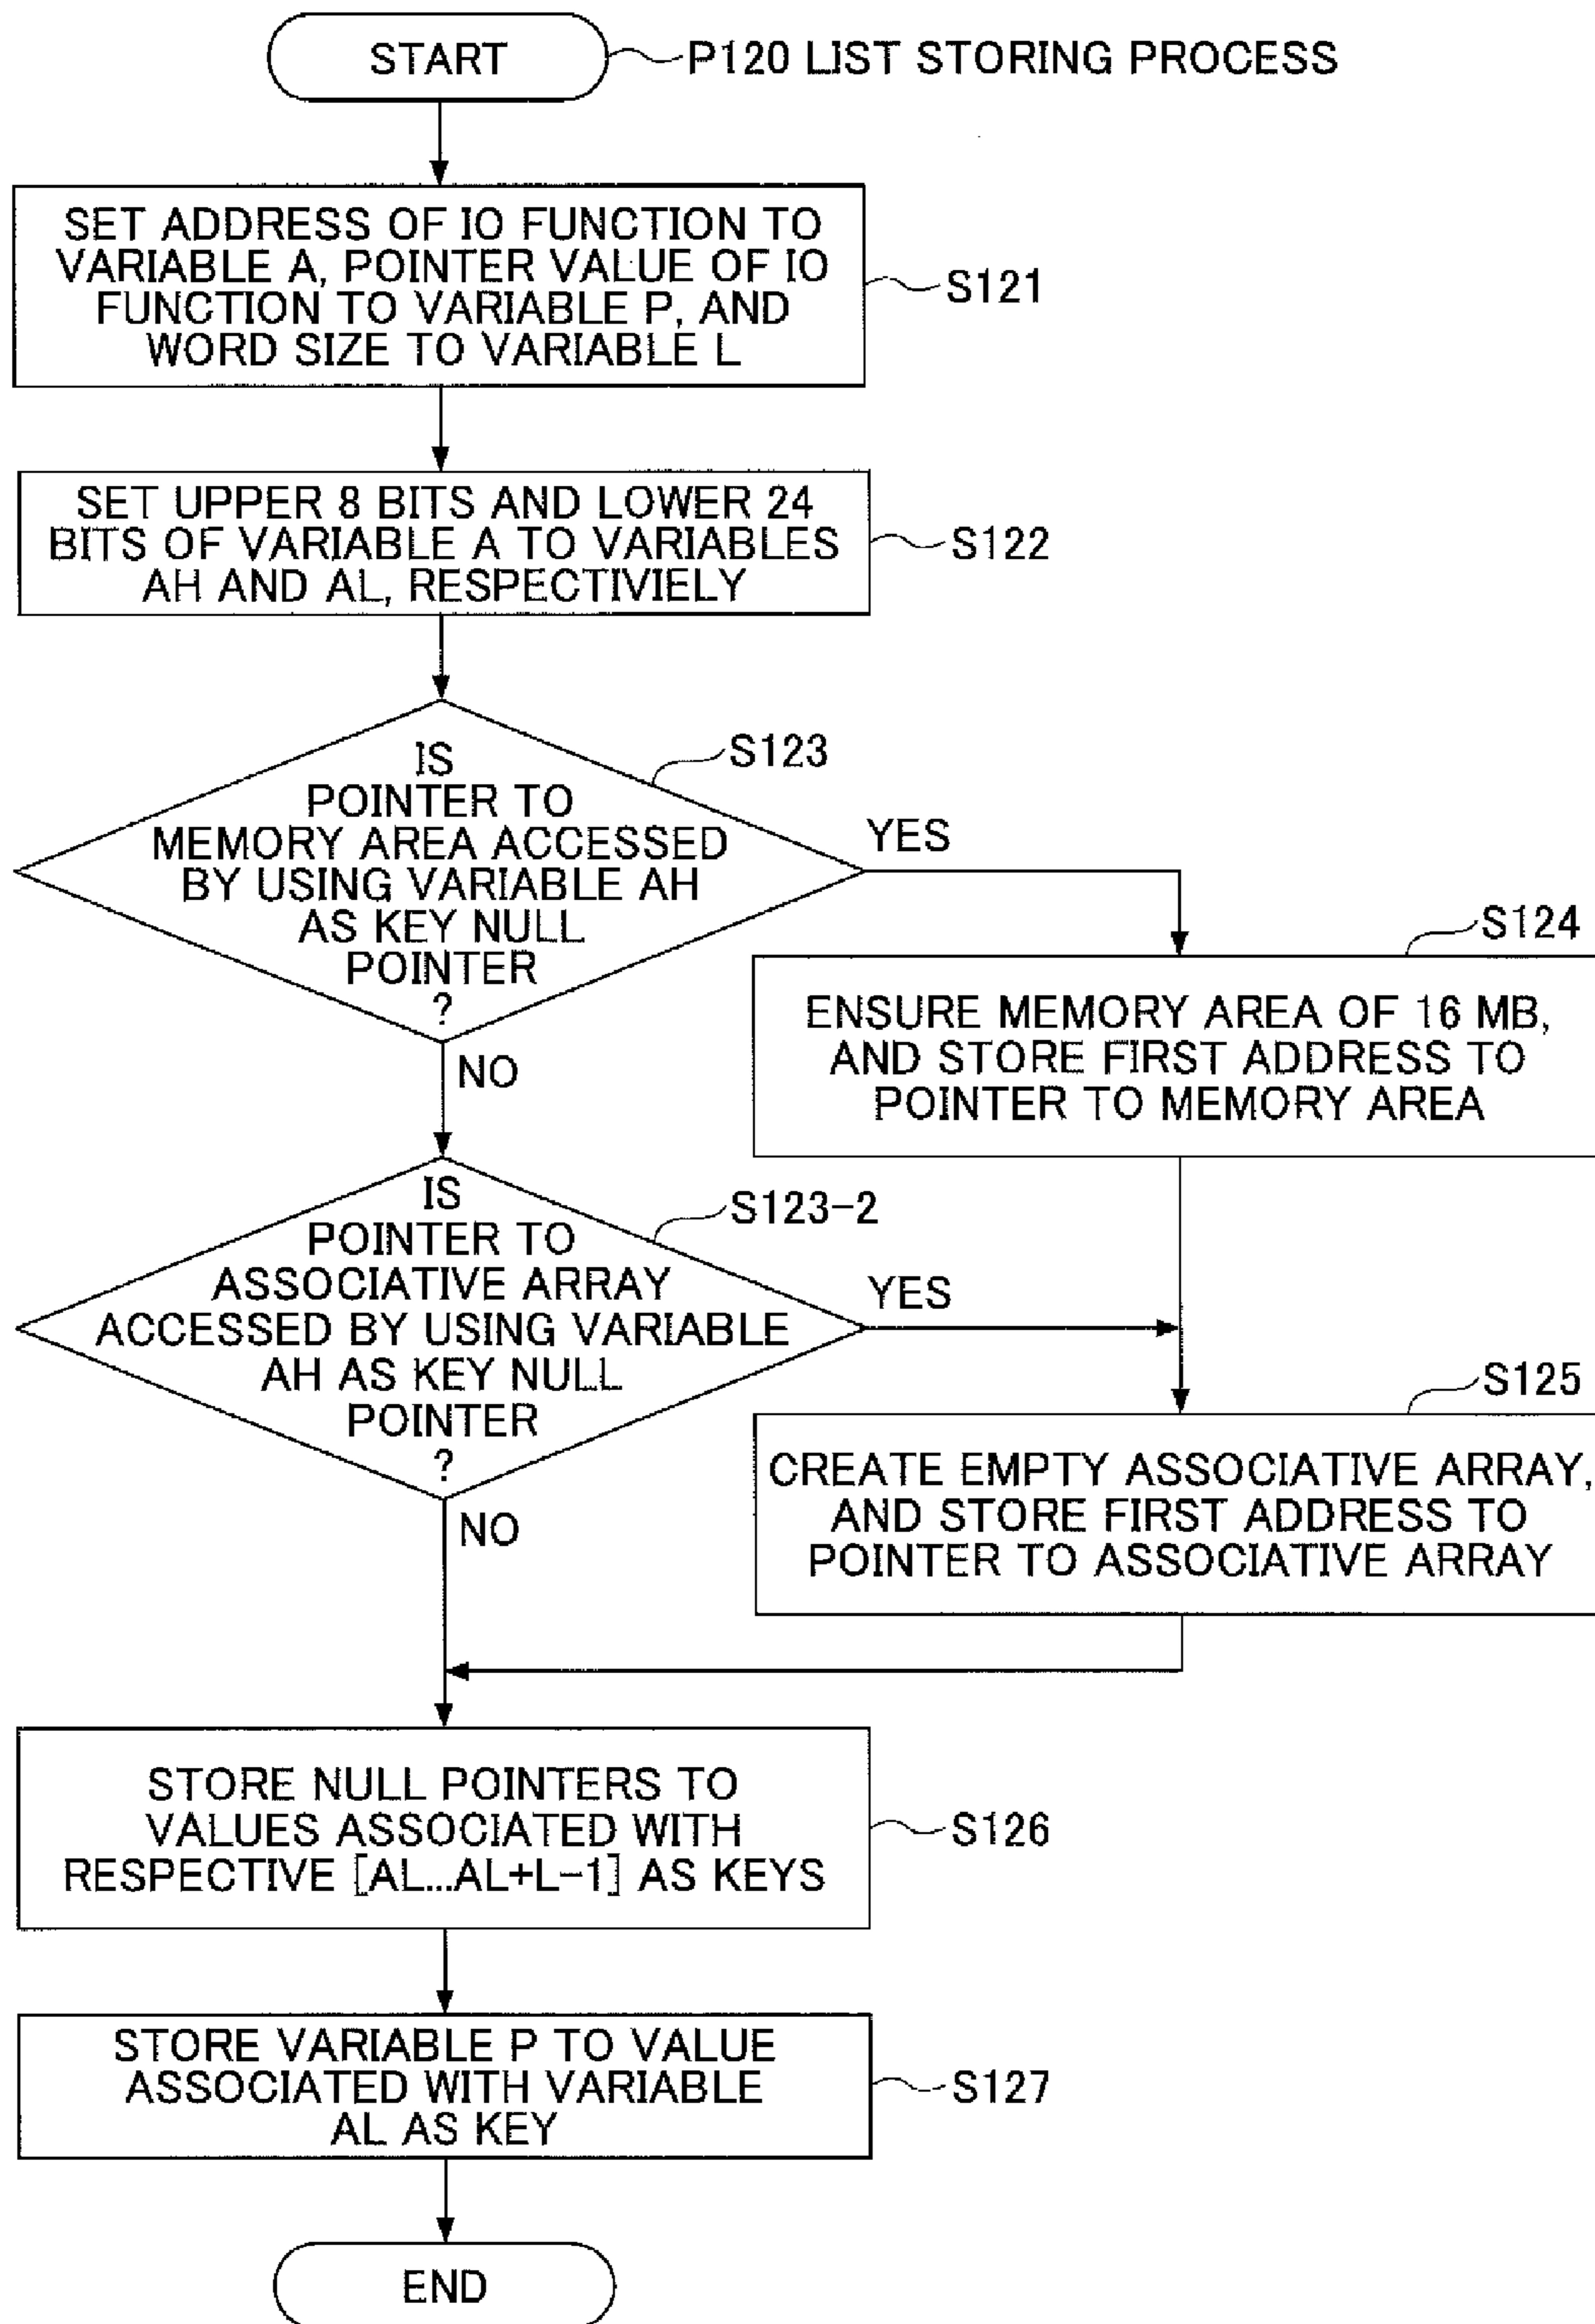 START
P120 LIST STORING PROCESS
SET ADDRESS OF IO FUNCTION TO
VARIABLE A, POINTER VALUE OF IO
FUNCTION TO VARIABLE P, AND
WORD SIZE TO VARIABLE L
S121
SET UPPER 8 BITS AND LOWER 24
BITS OF VARIABLE A TO VARIABLES
AH AND AL, RESPECTIVIELY
S122
IS
POINTER TO
MEMORY AREA ACCESSED
BY USING VARIABLE AH
AS KEY NULL
POINTER
?
S123
YES
NO
S124
ENSURE MEMORY AREA OF 16 MB,
AND STORE FIRST ADDRESS TO
POINTER TO MEMORY AREA
IS
POINTER TO
ASSOCIATIVE ARRAY
ACCESSED BY USING VARIABLE
AH AS KEY NULL
POINTER
?
S123-2
YES
NO
S125
CREATE EMPTY ASSOCIATIVE ARRAY,
AND STORE FIRST ADDRESS TO
POINTER TO ASSOCIATIVE ARRAY
STORE NULL POINTERS TO
VALUES ASSOCIATED WITH
RESPECTIVE [AL...AL+L-1] AS KEYS
S126
STORE VARIABLE P TO VALUE
ASSOCIATED WITH VARIABLE
AL AS KEY
S127
END